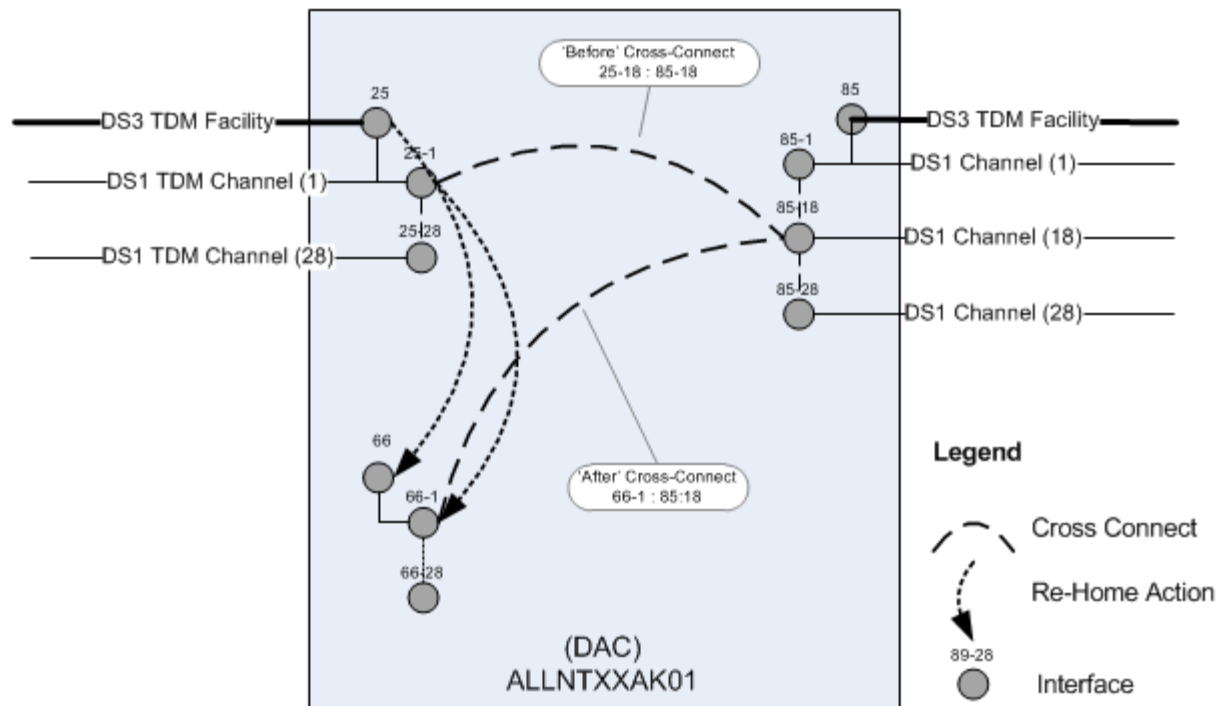 'Before' Cross-Connect
25-18 : 85-18
25
85
DS3 TDM Facility
DS3 TDM Facility
25-1
85-1
DS1 TDM Channel (1)
DS1 Channel (1)
85-18
25-28
DS1 Channel (18)
DS1 TDM Channel (28)
85-28
DS1 Channel (28)
66
'After' Cross-Connect
66-1 : 85:18
66-1
66-28
(DAC)
ALLNTXXAK01
Legend
Cross Connect
Re-Home Action
89-28
Interface